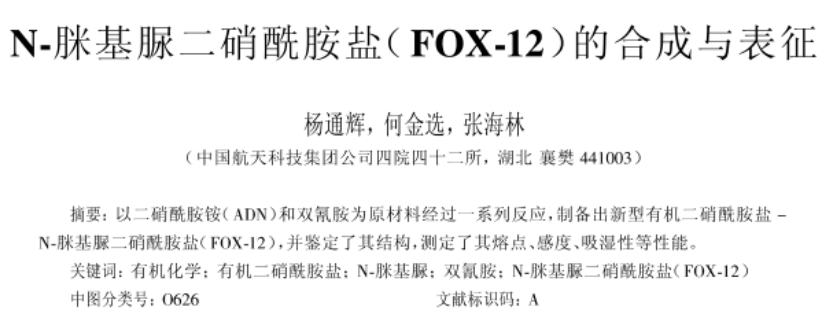 N-脒基脲二硝酰胺盐(FOX-12)的合成与表征
杨通辉,何金选,张海林
(中国航天科技集团公司四院四十二所,湖北 襄樊 441003)
摘要:以二硝酰胺铵(ADN)和双氰胺为原材料经过一系列反应,制备出新型有机二硝酰胺盐-
N-脒基脲二硝酰胺盐(FOX-12),并鉴定了其结构,测定了其熔点、感度、吸湿性等性能。
关键词:有机化学;有机二硝酰胺盐;N-脒基脲;双氰胺;N-脒基脲二硝酰胺盐(FOX-12)
中图分类号:O626 文献标识码:A